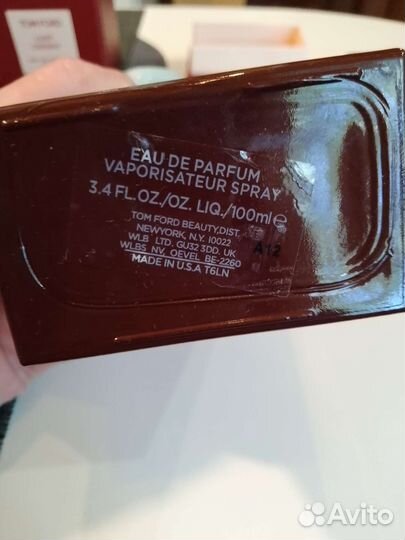 TOM FORD
EAU DE PARFUM
VAPORISATEUR SPRAY
3.4 FL.OZ./OZ. LIQ./100ml ℮
TOM FORD BEAUTY, DIST.
NEWYORK, N.Y. 10022
WLB LTD. GU32 3DD, UK
WLBS NV, OEVEL BE-2260
MADE IN U.S.A T6LN
A12
Avito